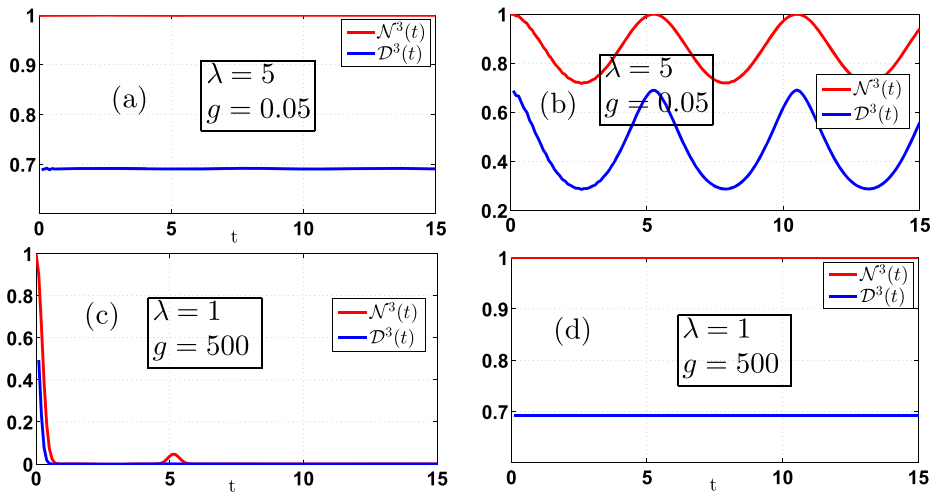 1
0.9
0.8
0.7
0
5
10
15
t
(a)
λ = 5
g = 0.05
𝒩³(t)
𝒟³(t)
1
0.8
0.6
0.4
0.2
0
5
10
15
(b)
λ = 5
g = 0.05
𝒩³(t)
𝒟³(t)
1
0.8
0.6
0.4
0.2
0
0
5
10
15
t
(c)
λ = 1
g = 500
𝒩³(t)
𝒟³(t)
1
0.9
0.8
0.7
0
5
10
15
t
(d)
λ = 1
g = 500
𝒩³(t)
𝒟³(t)